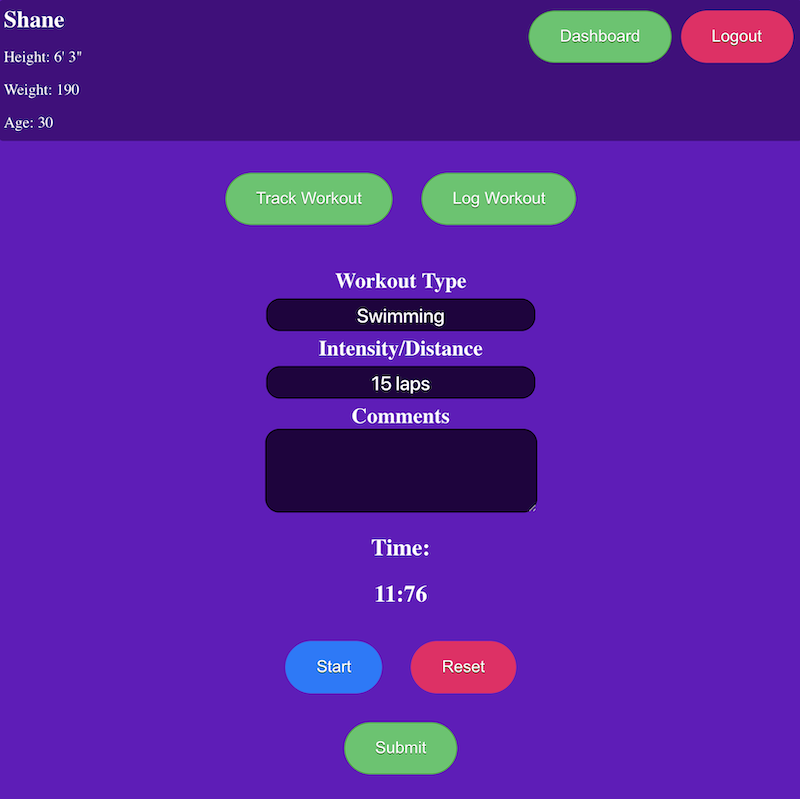 Shane
Dashboard
Logout
Height: 6' 3"
Weight: 190
Age: 30
Track Workout
Log Workout
Workout Type
Swimming
Intensity/Distance
15 laps
Comments
Time:
11:76
Start
Reset
Submit